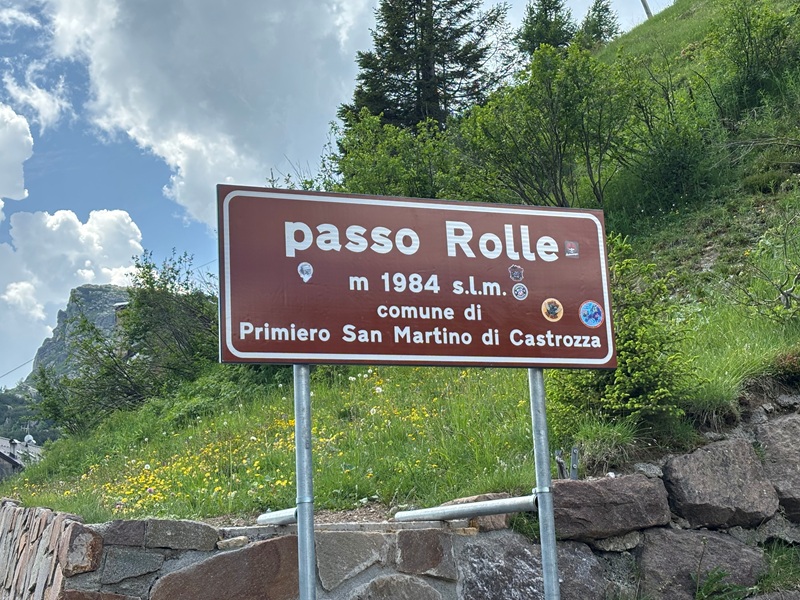 passo Rolle
m 1984 s.l.m.
comune di
Primiero San Martino di Castrozza